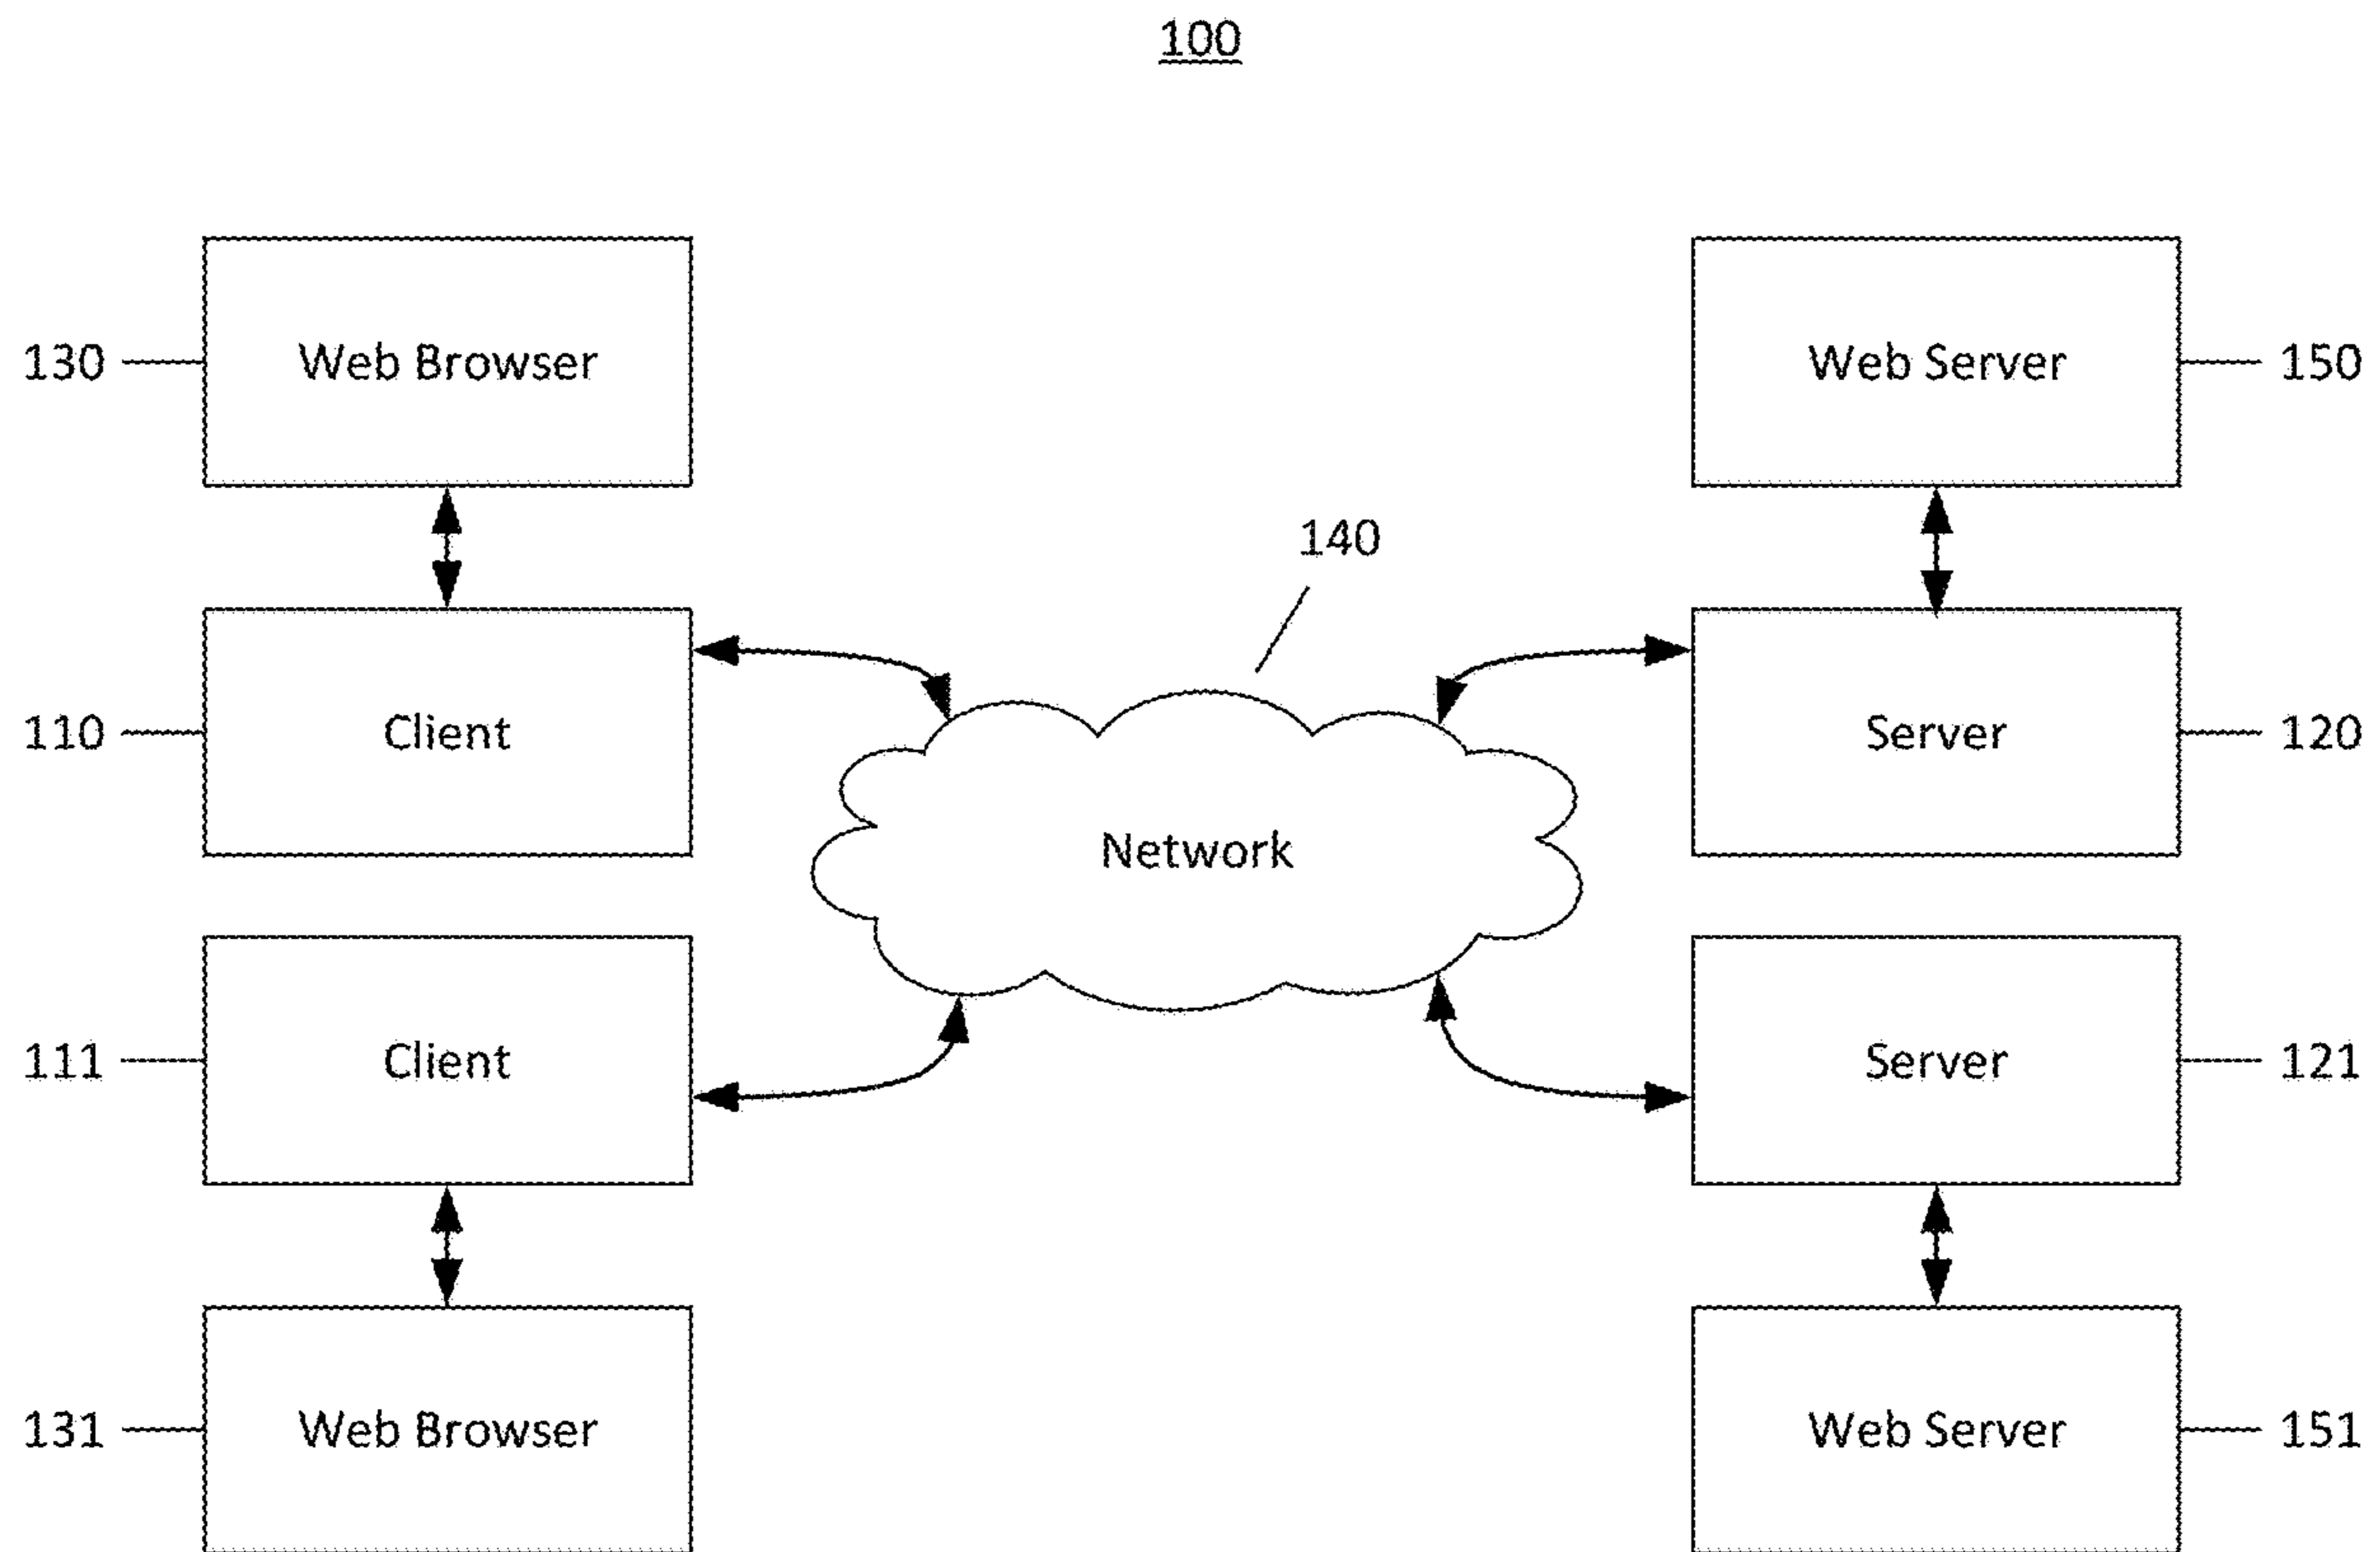 100
130 Web Browser
Web Server 150
140
110 Client
Server 120
Network
111 Client
Server 121
131 Web Browser
Web Server 151